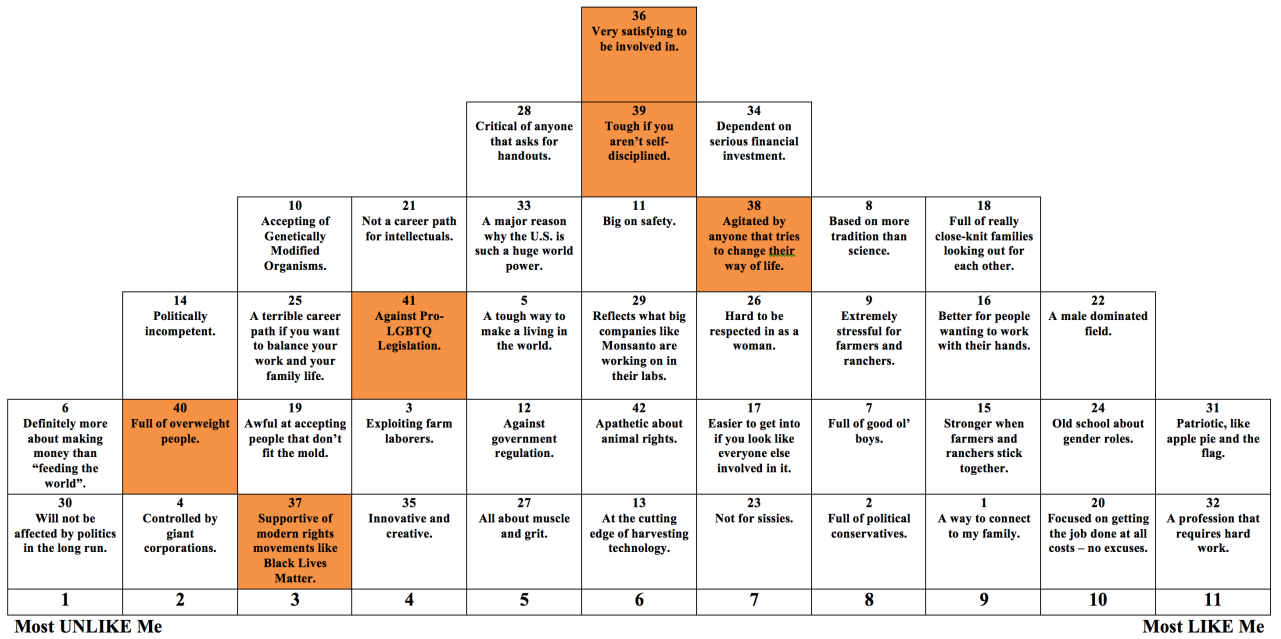 36
Very satisfying to
be involved in.
28
Critical of anyone
that asks for
handouts.
39
Tough if you
aren’t self-
disciplined.
34
Dependent on
serious financial
investment.
10
Accepting of
Genetically
Modified
Organisms.
21
Not a career path
for intellectuals.
33
A major reason
why the U.S. is
such a huge world
power.
11
Big on safety.
38
Agitated by
anyone that tries
to change their
way of life.
8
Based on more
tradition than
science.
18
Full of really
close-knit families
looking out for
each other.
14
Politically
incompetent.
25
A terrible career
path if you want
to balance your
work and your
family life.
41
Against Pro-
LGBTQ
Legislation.
5
A tough way to
make a living in
the world.
29
Reflects what big
companies like
Monsanto are
working on in
their labs.
26
Hard to be
respected in as a
woman.
9
Extremely
stressful for
farmers and
ranchers.
16
Better for people
wanting to work
with their hands.
22
A male dominated
field.
6
Definitely more
about making
money than
“feeding the
world”.
40
Full of overweight
people.
19
Awful at accepting
people that don’t
fit the mold.
3
Exploiting farm
laborers.
12
Against
government
regulation.
42
Apathetic about
animal rights.
17
Easier to get into
if you look like
everyone else
involved in it.
7
Full of good ol’
boys.
15
Stronger when
farmers and
ranchers stick
together.
24
Old school about
gender roles.
31
Patriotic, like
apple pie and the
flag.
30
Will not be
affected by politics
in the long run.
4
Controlled by
giant
corporations.
37
Supportive of
modern rights
movements like
Black Lives
Matter.
35
Innovative and
creative.
27
All about muscle
and grit.
13
At the cutting
edge of harvesting
technology.
23
Not for sissies.
2
Full of political
conservatives.
1
A way to connect
to my family.
20
Focused on getting
the job done at all
costs – no excuses.
32
A profession that
requires hard
work.
1 2 3 4 5 6 7 8 9 10 11
Most UNLIKE Me Most LIKE Me